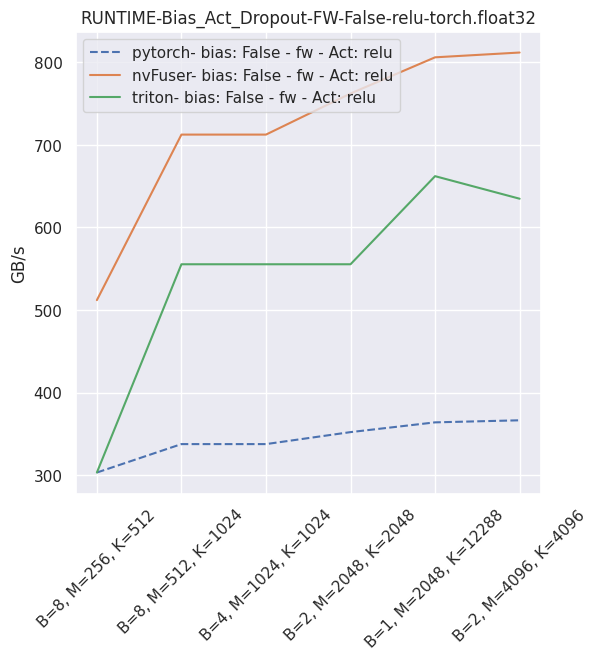 RUNTIME-Bias_Act_Dropout-FW-False-relu-torch.float32
pytorch- bias: False - fw - Act: relu
nvFuser- bias: False - fw - Act: relu
triton- bias: False - fw - Act: relu
GB/s
800
700
600
500
400
300
B=8, M=256, K=512
B=8, M=512, K=1024
B=4, M=1024, K=1024
B=2, M=2048, K=2048
B=1, M=2048, K=12288
B=2, M=4096, K=4096